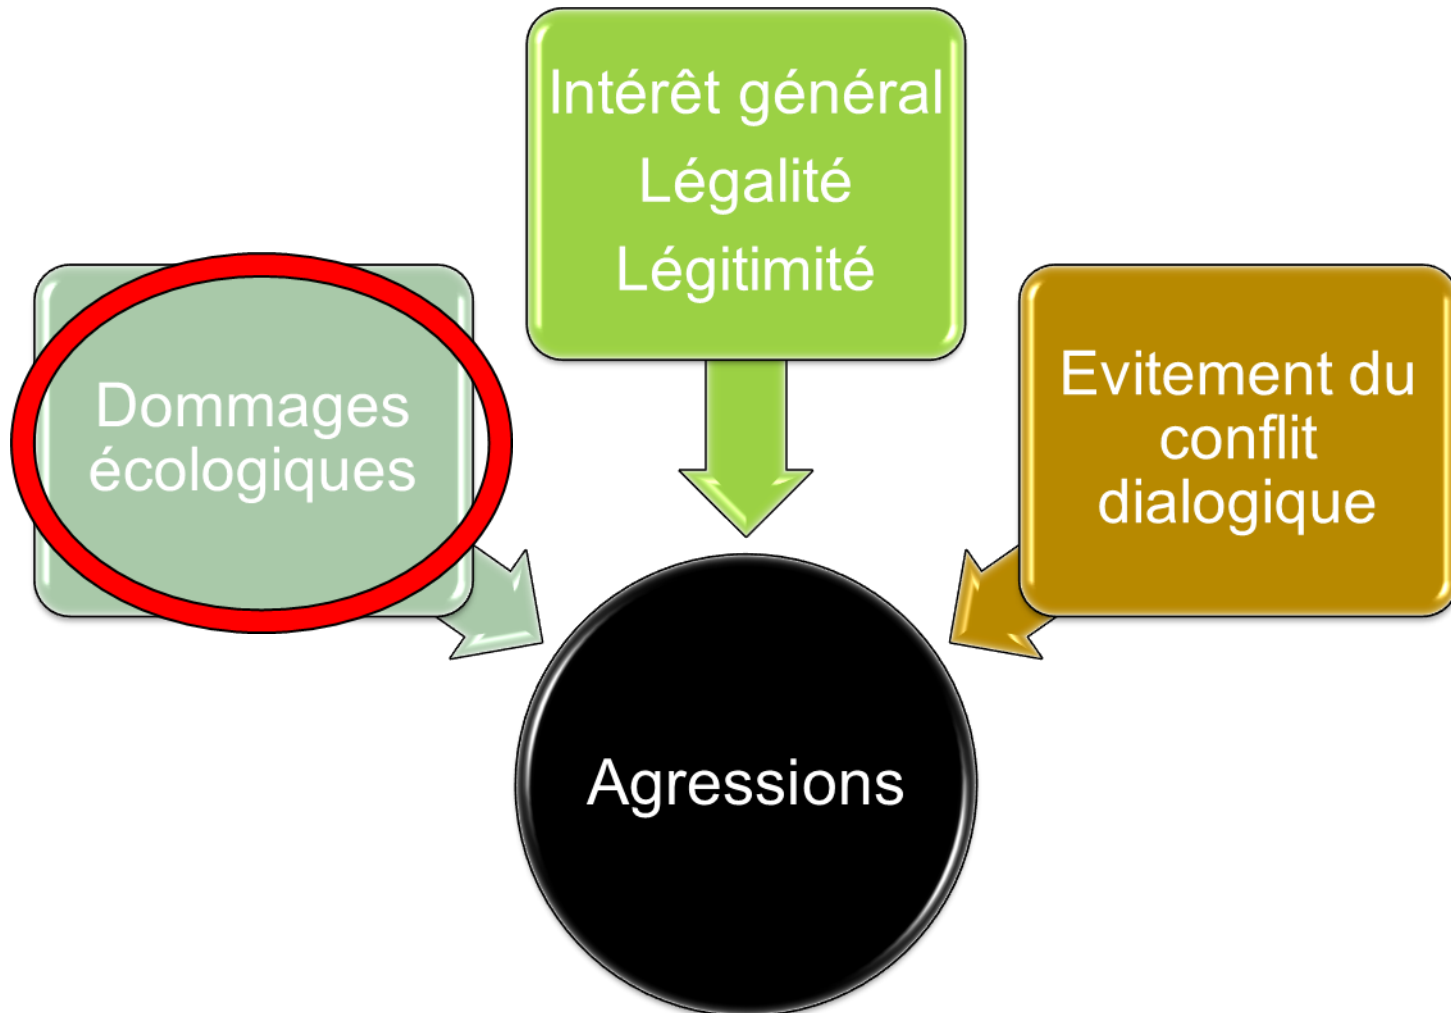 Intérêt général
Légalité
Légitimité
Dommages
écologiques
Evitement du
conflit
dialogique
Agressions